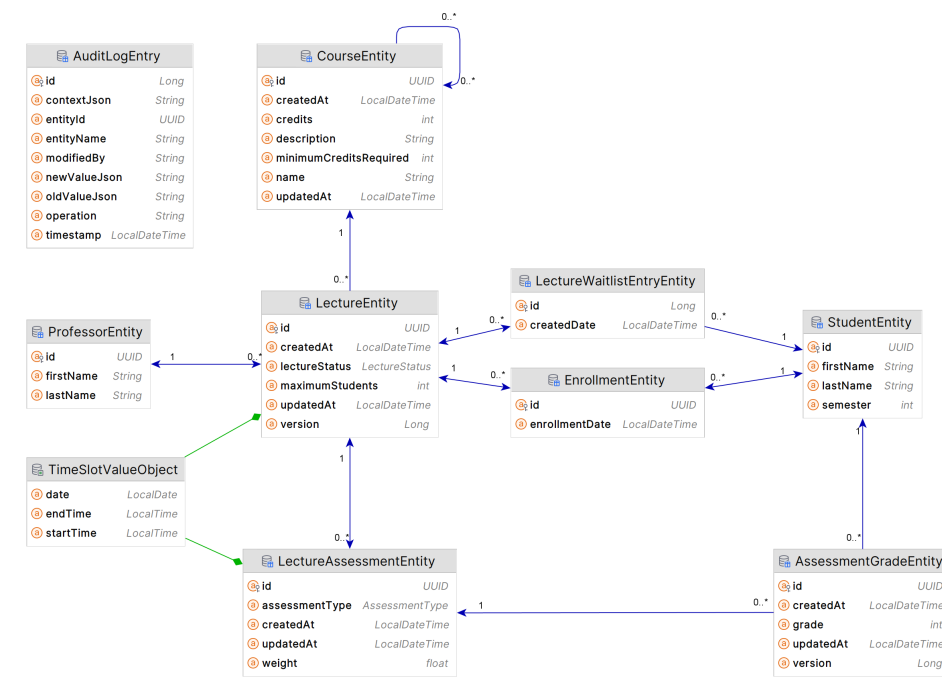 0..*
0..*
AuditLogEntry
id Long
contextJson String
entityId UUID
entityName String
modifiedBy String
newValueJson String
oldValueJson String
operation String
timestamp LocalDateTime
CourseEntity
id UUID
createdAt LocalDateTime
credits int
description String
minimumCreditsRequired int
name String
updatedAt LocalDateTime
1
0..*
LectureWaitlistEntryEntity
id Long
createdDate LocalDateTime
LectureEntity
id UUID
createdAt LocalDateTime
lectureStatus LectureStatus
maximumStudents int
updatedAt LocalDateTime
version Long
ProfessorEntity
id UUID
firstName String
lastName String
1
0..*
1
0..*
0..*
1
StudentEntity
id UUID
firstName String
lastName String
semester int
1
0..*
EnrollmentEntity
id UUID
enrollmentDate LocalDateTime
0..*
1
TimeSlotValueObject
date LocalDate
endTime LocalTime
startTime LocalTime
1
0..*
1
0..*
LectureAssessmentEntity
id UUID
assessmentType AssessmentType
createdAt LocalDateTime
updatedAt LocalDateTime
weight float
1
0..*
AssessmentGradeEntity
id UUID
createdAt LocalDateTime
grade int
updatedAt LocalDateTime
version Long